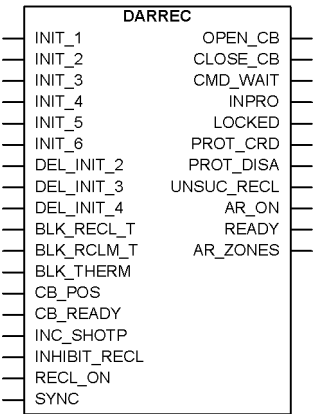 DARREC
INIT_1 OPEN_CB
INIT_2 CLOSE_CB
INIT_3 CMD_WAIT
INIT_4 INPRO
INIT_5 LOCKED
INIT_6 PROT_CRD
DEL_INIT_2 PROT_DISA
DEL_INIT_3 UNSUC_RECL
DEL_INIT_4 AR_ON
BLK_RECL_T READY
BLK_RCLM_T AR_ZONES
BLK_THERM
CB_POS
CB_READY
INC_SHOTP
INHIBIT_RECL
RECL_ON
SYNC